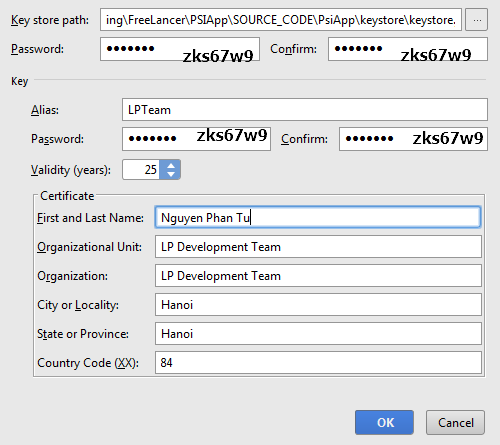 Key store path: ing\FreeLancer\PSIApp\SOURCE_CODE\PsiApp\keystore\keystore. ...
Password: ••••••• zks67w9 Confirm: ••••••• zks67w9
Key
Alias: LPTeam
Password: ••••••• zks67w9 Confirm: ••••••• zks67w9
Validity (years): 25
Certificate
First and Last Name: Nguyen Phan Tu
Organizational Unit: LP Development Team
Organization: LP Development Team
City or Locality: Hanoi
State or Province: Hanoi
Country Code (XX): 84
OK Cancel